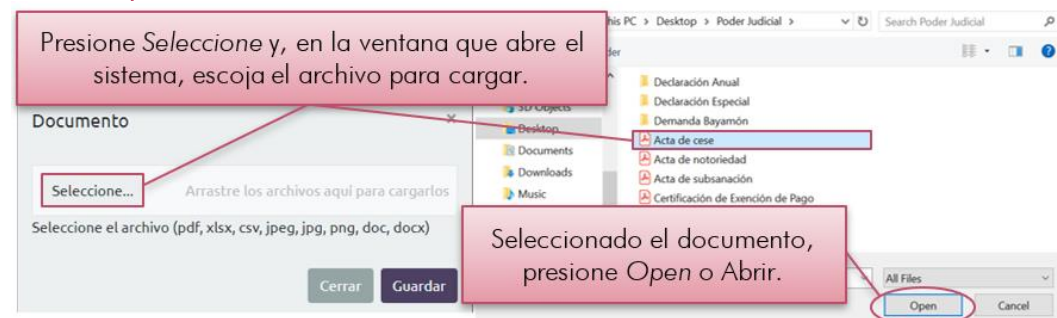 Presione Seleccione y, en la ventana que abre el
sistema, escoja el archivo para cargar.
his PC > Desktop > Poder Judicial >
Search Poder Judicial
der
3D Objects
Desktop
Documents
Downloads
Music
Declaración Anual
Declaración Especial
Demanda Bayamón
Acta de cese
Acta de notoriedad
Acta de subsanación
Certificación de Exención de Pago
Documento
×
Seleccione...
Arrastre los archivos aquí para cargarlos
Seleccione el archivo (pdf, xlsx, csv, jpeg, jpg, png, doc, docx)
Cerrar
Guardar
Seleccionado el documento,
presione Open o Abrir.
All Files
Open
Cancel